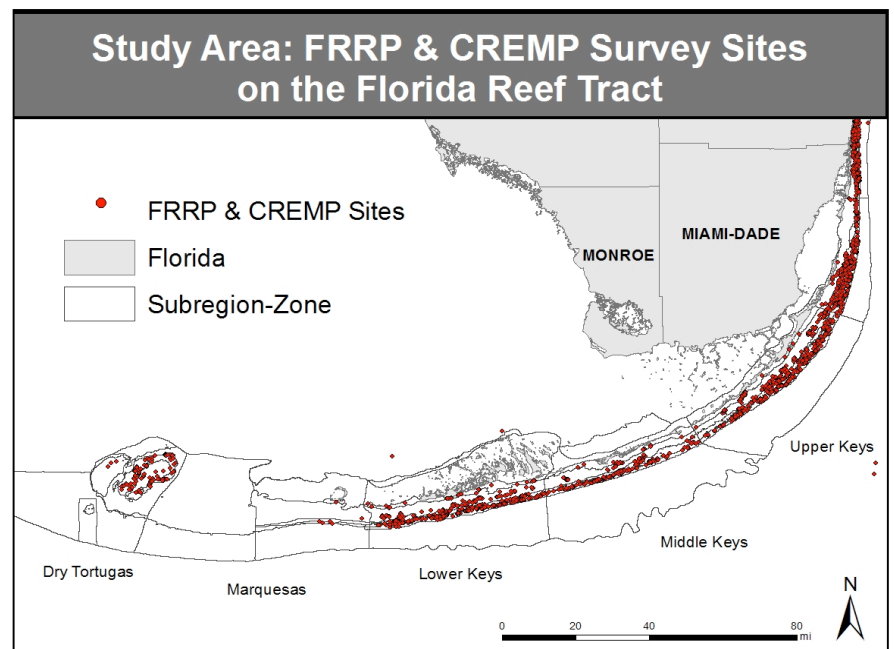 Study Area: FRRP & CREMP Survey Sites
on the Florida Reef Tract
FRRP & CREMP Sites
Florida
Subregion-Zone
MIAMI-DADE
MONROE
Upper Keys
Middle Keys
Lower Keys
Dry Tortugas
Marquesas
N
0 20 40 80
mi